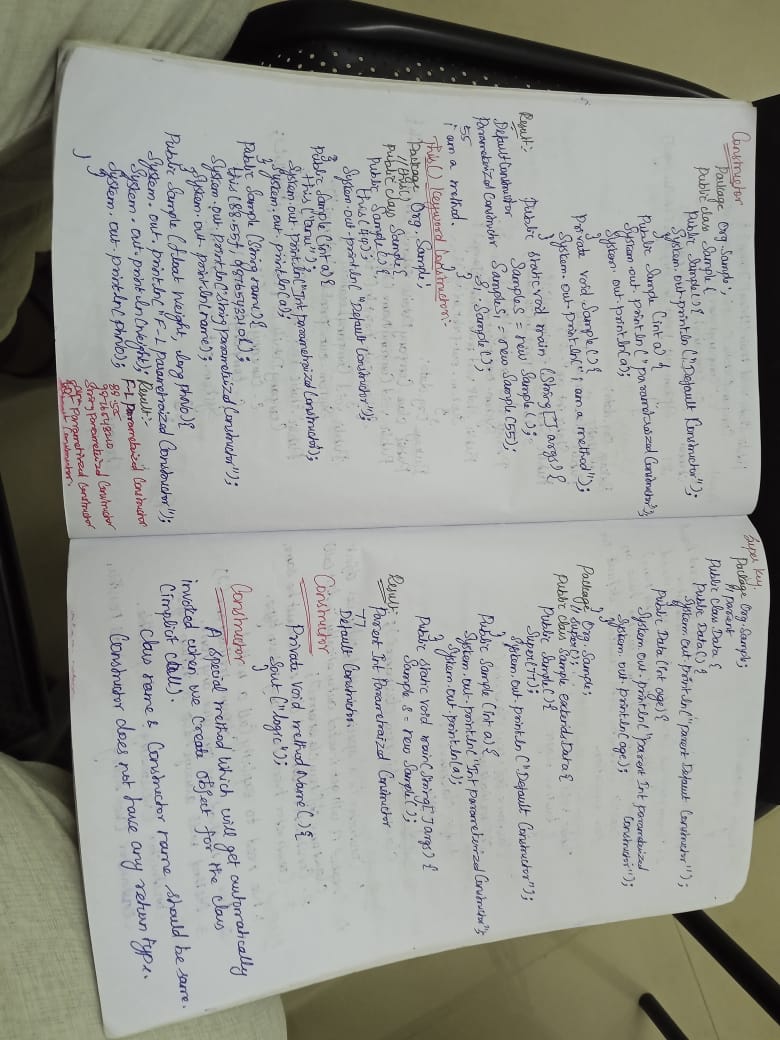 Constructor
Package Org.Sample;
Public class Sample {
Public Sample() {
System.out.println ("Default Constructor");
}
Public Sample (int a) {
System.out.println ("parametraized Constructor");
System.out.println(a);
}
Private void Sample() {
System.out.println("i am a method");
}
Public static void main (String[] args) {
Result:-
Sample s = new Sample();
Default Constructor
Sample s1 = new Sample(55);
Parameterized Constructor
s1.Sample();
55
}
i am a method.
}
This() Keyword Constructor:-
Package Org.Sample;
//this()
Public class Sample {
Public Sample() {
this(44);
System.out.println( "Default Constructor");
}
Public Sample (int a) {
this ("anu");
System.out.println("Int parametraized Constructor);
System.out.println(a);
}
Public Sample (String name) {
this (88.55f, 9876543210l);
System.out.println("String parametrized Constructor");
System.out.println(name);
}
Public Sample (float weight, long phNo) {
System.out.println("F-L parametraized Constructor");
System.out.println(weight);
System.out.println(phNo);
}
}
Result:-
F-L parametraized Constructor
88.55
9876543210
String Parameterized Constructor
anu
Int Parametrized Constructor
Constructor.
Super Key.
Package Org.Sample;
// parent
Public class Data {
Public Data() {
System.out.println("parent Default Constructor");
}
Public Data (int age) {
System.out.println("parent Int parameterized
Constructor");
System.out.println(age);
}
}
Package Org.Sample;
// Super();
Public class Sample extends Data {
Public Sample() {
Super(77);
System.out.println ("Default Constructor");
}
Public Sample (int a) {
System.out.println("Int parameterized Constructor");
System.out.println(a);
}
Public static void main(String[] args) {
Sample s = new Sample();
Result:
Parent Int Parametraized Constructor
77
Default Constructor.
Constructor
Private void methodName() {
Sout ("logic");
}
Constructor
A special method which will get automatically
invoked when we create object for the class
(implicit call).
Class name & Constructor name should be same.
Constructor does not have any return type.